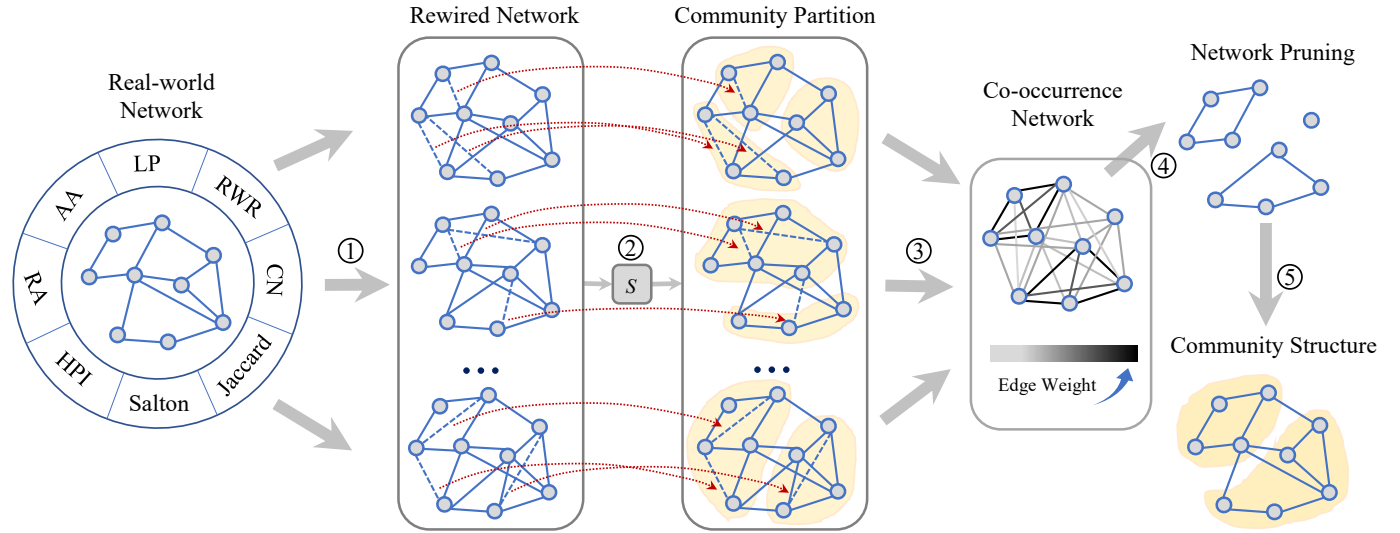 Rewired Network
Community Partition
Real-world
Network
LP
RWR
CN
Jaccard
Salton
HPI
RA
AA
①
②
S
③
Co-occurrence
Network
Edge Weight
④
Network Pruning
⑤
Community Structure